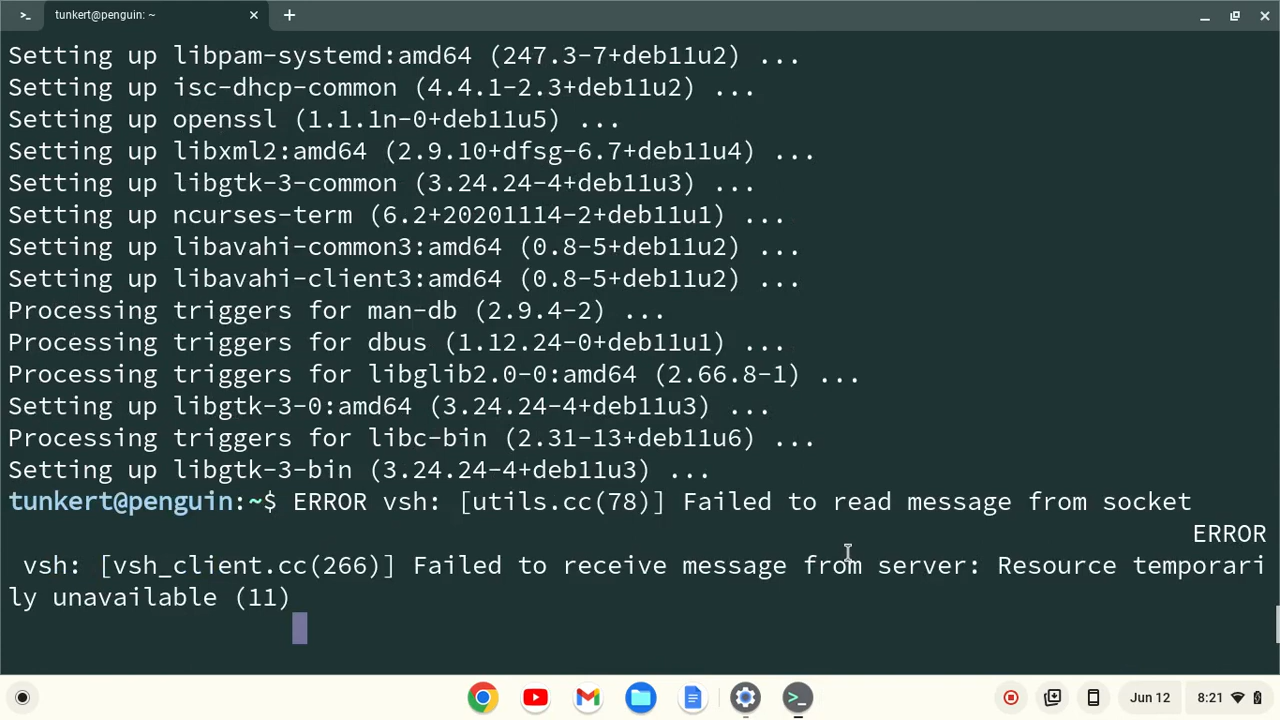 tunkert@penguin: ~
Setting up libpam-systemd:amd64 (247.3-7+deb11u2) ...
Setting up isc-dhcp-common (4.4.1-2.3+deb11u2) ...
Setting up openssl (1.1.1n-0+deb11u5) ...
Setting up libxml2:amd64 (2.9.10+dfsg-6.7+deb11u4) ...
Setting up libgtk-3-common (3.24.24-4+deb11u3) ...
Setting up ncurses-term (6.2+20201114-2+deb11u1) ...
Setting up libavahi-common3:amd64 (0.8-5+deb11u2) ...
Setting up libavahi-client3:amd64 (0.8-5+deb11u2) ...
Processing triggers for man-db (2.9.4-2) ...
Processing triggers for dbus (1.12.24-0+deb11u1) ...
Processing triggers for libglib2.0-0:amd64 (2.66.8-1) ...
Setting up libgtk-3-0:amd64 (3.24.24-4+deb11u3) ...
Processing triggers for libc-bin (2.31-13+deb11u6) ...
Setting up libgtk-3-bin (3.24.24-4+deb11u3) ...
tunkert@penguin:~$ ERROR vsh: [utils.cc(78)] Failed to read message from socket
ERROR
vsh: [vsh_client.cc(266)] Failed to receive message from server: Resource temporari
ly unavailable (11)
Jun 12 8:21